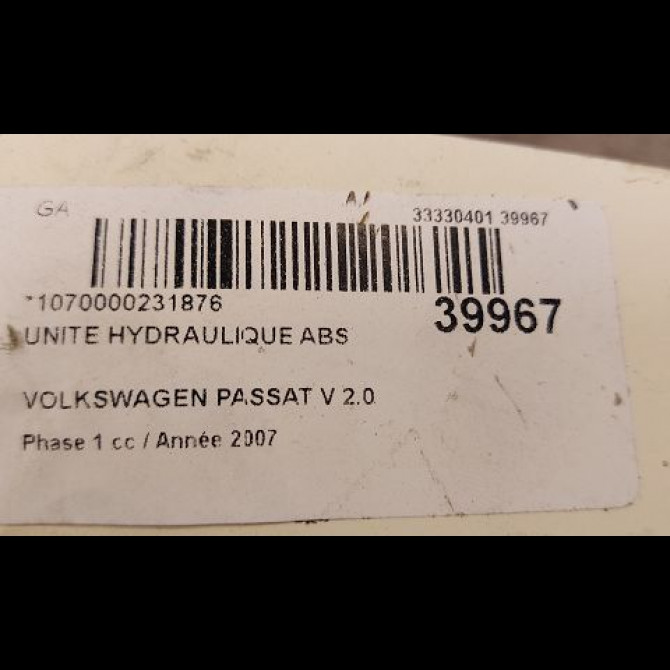 GA
33330401 39967
*1070000231876
39967
UNITE HYDRAULIQUE ABS
VOLKSWAGEN PASSAT V 2.0
Phase 1 cc / Année 2007